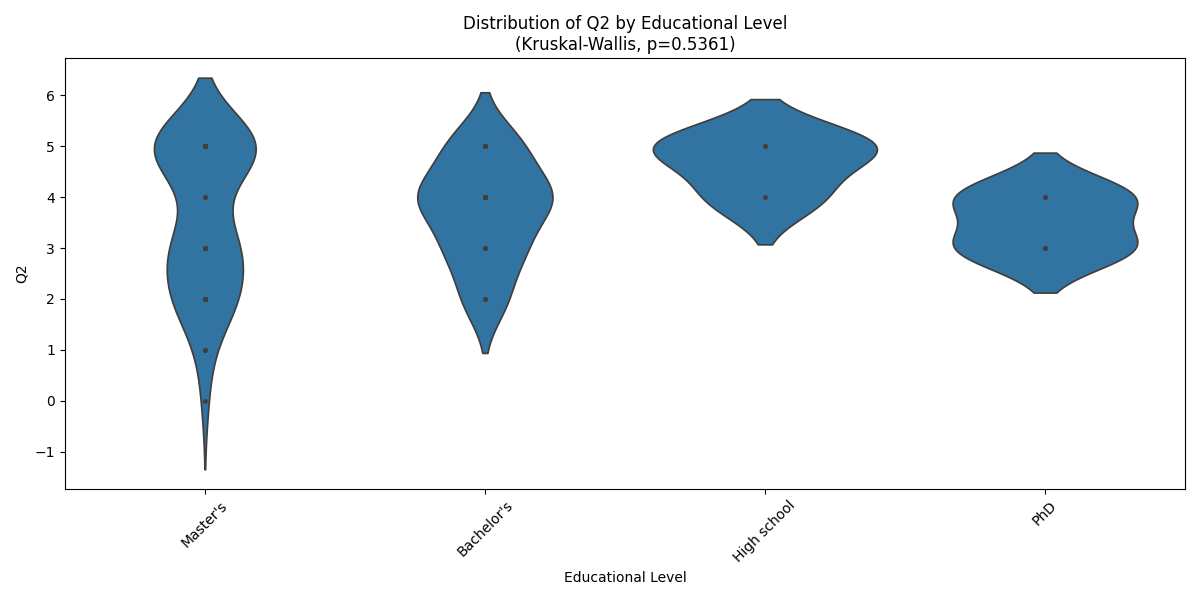 Distribution of Q2 by Educational Level
(Kruskal-Wallis, p=0.5361)
6
5
4
3
2
1
0
−1
Q2
Master's
Bachelor's
High school
PhD
Educational Level